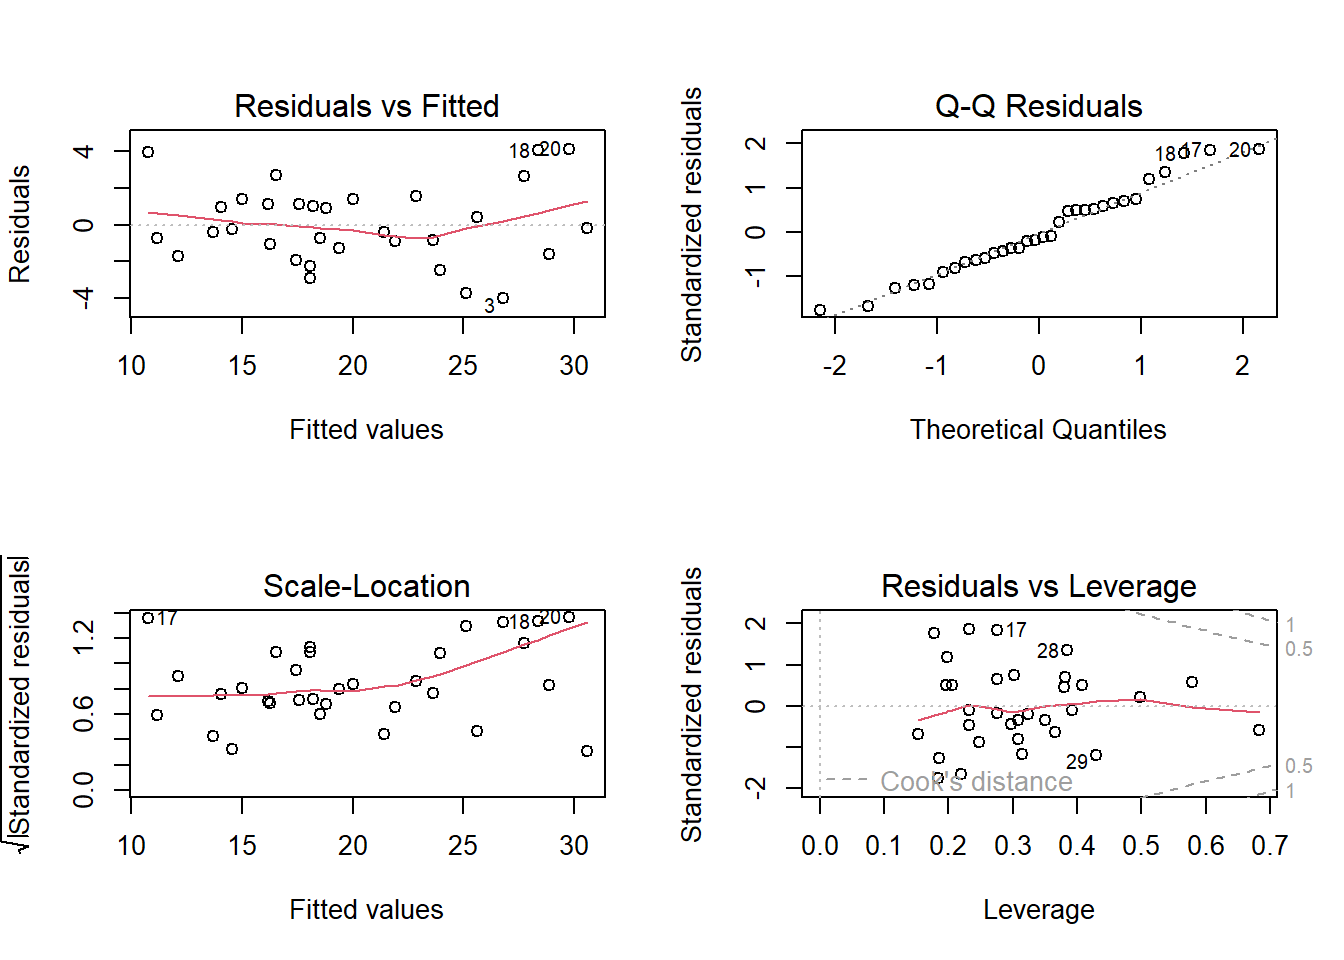 Residuals vs Fitted
Residuals
4
0
-4
18
20
3
10 15 20 25 30
Fitted values
Q-Q Residuals
Standardized residuals
2
1
0
-1
18
17
20
-2 -1 0 1 2
Theoretical Quantiles
Scale-Location
√|Standardized residuals|
1.2
0.6
0.0
17
18
20
10 15 20 25 30
Fitted values
Residuals vs Leverage
Standardized residuals
2
1
0
-2
17
28
29
1
0.5
0.5
1
Cook's distance
0.0 0.1 0.2 0.3 0.4 0.5 0.6 0.7
Leverage